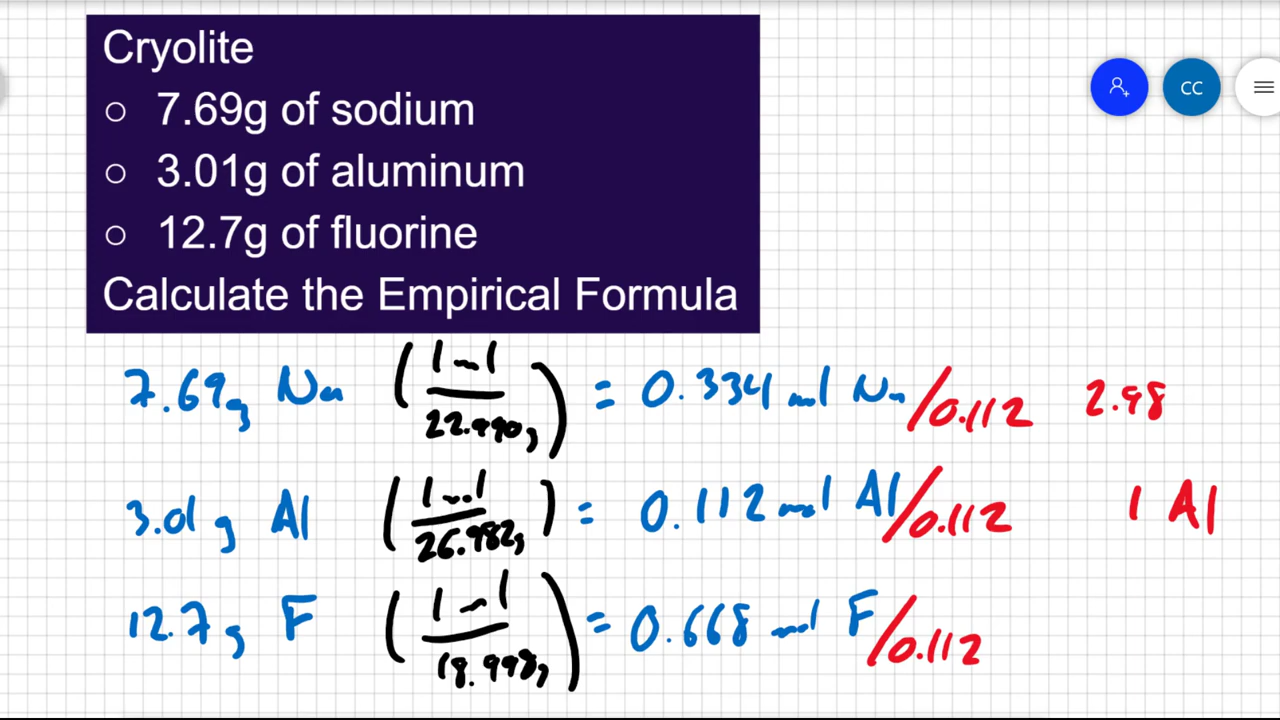 Cryolite
CC
○ 7.69g of sodium
○ 3.01g of aluminum
○ 12.7g of fluorine
Calculate the Empirical Formula
7.69g Na (1 mol / 22.990g) = 0.334 mol Na /0.112 2.98
3.01 g Al (1 mol / 26.982g) = 0.112 mol Al /0.112 1 Al
12.7g F (1 mol / 18.998g) = 0.668 mol F /0.112